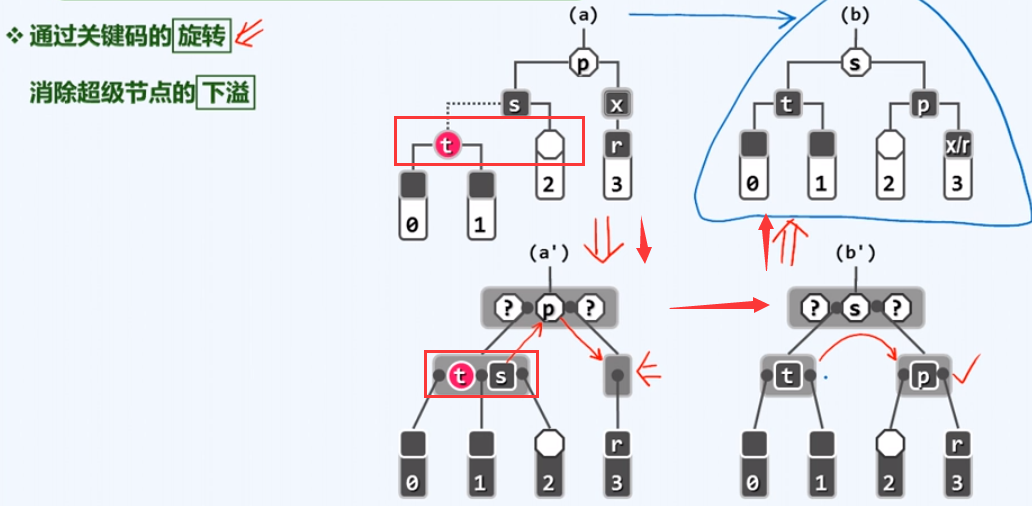 ❖ 通过关键码的旋转
消除超级节点的下溢
(a) (b)
p s
s x t p
t r x/r
2 3 0 1 2 3
0 1
(a') (b')
? p ? ? s ?
t s t p
r r
0 1 2 3 0 1 2 3